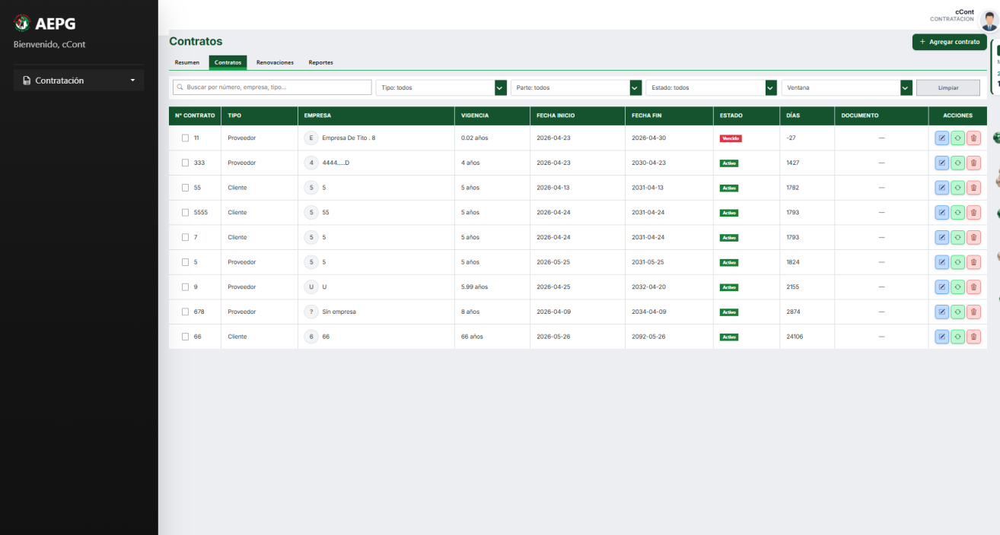 AEPG
Bienvenido, cCont
Contratación
cCont
CONTRATACION
Contratos
+ Agregar contrato
Resumen Contratos Renovaciones Reportes
Buscar por número, empresa, tipo... Tipo: todos Parte: todos Estado: todos Ventana Limpiar
N° CONTRATO TIPO EMPRESA VIGENCIA FECHA INICIO FECHA FIN ESTADO DÍAS DOCUMENTO ACCIONES
11 Proveedor E Empresa De Tito . 8 0.02 años 2026-04-23 2026-04-30 Vencido -27 —
333 Proveedor 4 4444.....D 4 años 2026-04-23 2030-04-23 Activo 1427 —
55 Cliente 5 5 5 años 2026-04-13 2031-04-13 Activo 1782 —
5555 Cliente 5 55 5 años 2026-04-24 2031-04-24 Activo 1793 —
7 Cliente 5 5 5 años 2026-04-24 2031-04-24 Activo 1793 —
5 Proveedor 5 5 5 años 2026-05-25 2031-05-25 Activo 1824 —
9 Proveedor U U 5.99 años 2026-04-25 2032-04-20 Activo 2155 —
678 Proveedor ? Sin empresa 8 años 2026-04-09 2034-04-09 Activo 2874 —
66 Cliente 6 66 66 años 2026-05-26 2092-05-26 Activo 24106 —